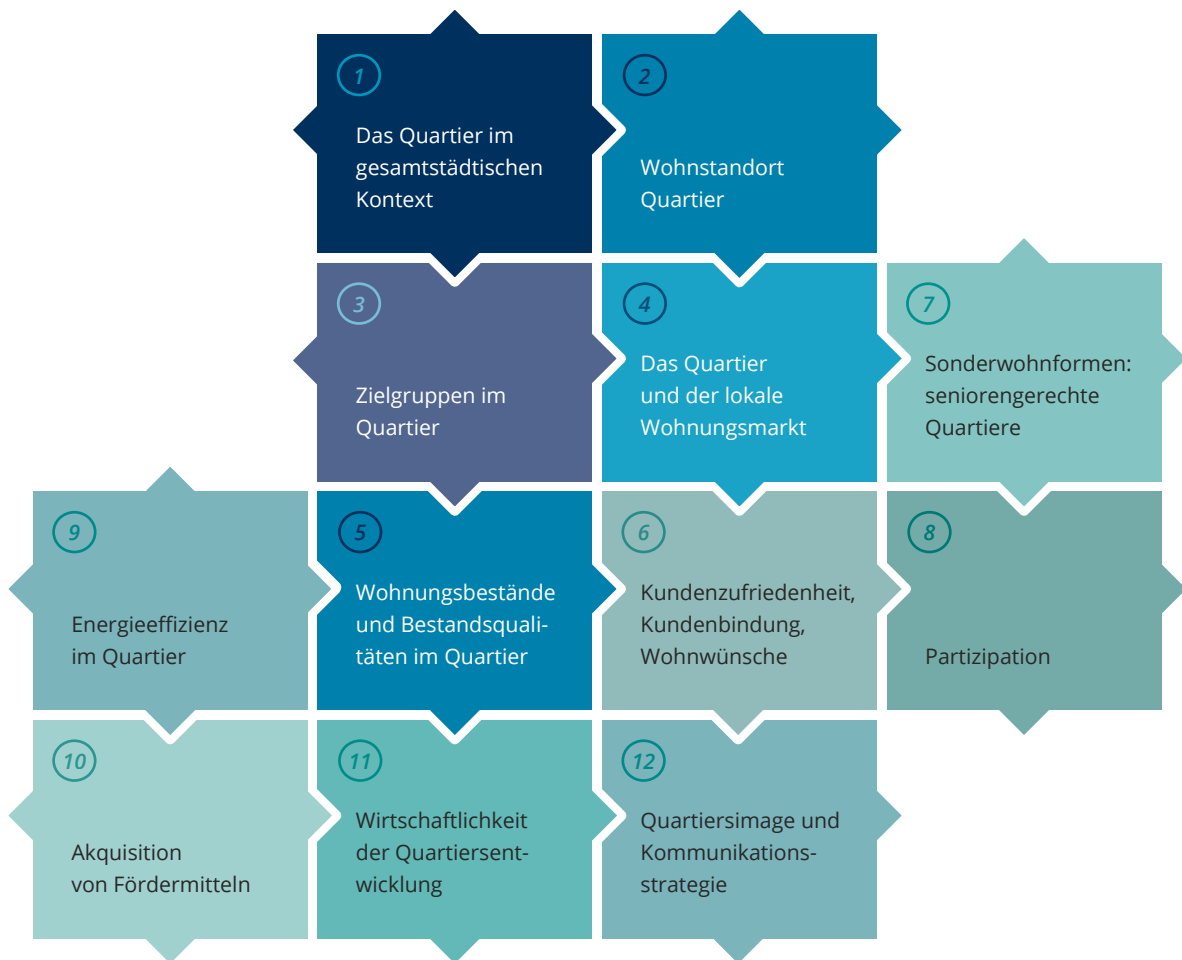 1
Das Quartier im
gesamtstädtischen
Kontext
2
Wohnstandort
Quartier
3
Zielgruppen im
Quartier
4
Das Quartier
und der lokale
Wohnungsmarkt
7
Sonderwohnformen:
seniorengerechte
Quartiere
9
Energieeffizienz
im Quartier
5
Wohnungsbestände
und Bestandsquali-
täten im Quartier
6
Kundenzufriedenheit,
Kundenbindung,
Wohnwünsche
8
Partizipation
10
Akquisition
von Fördermitteln
11
Wirtschaftlichkeit
der Quartiersent-
wicklung
12
Quartiersimage und
Kommunikations-
strategie